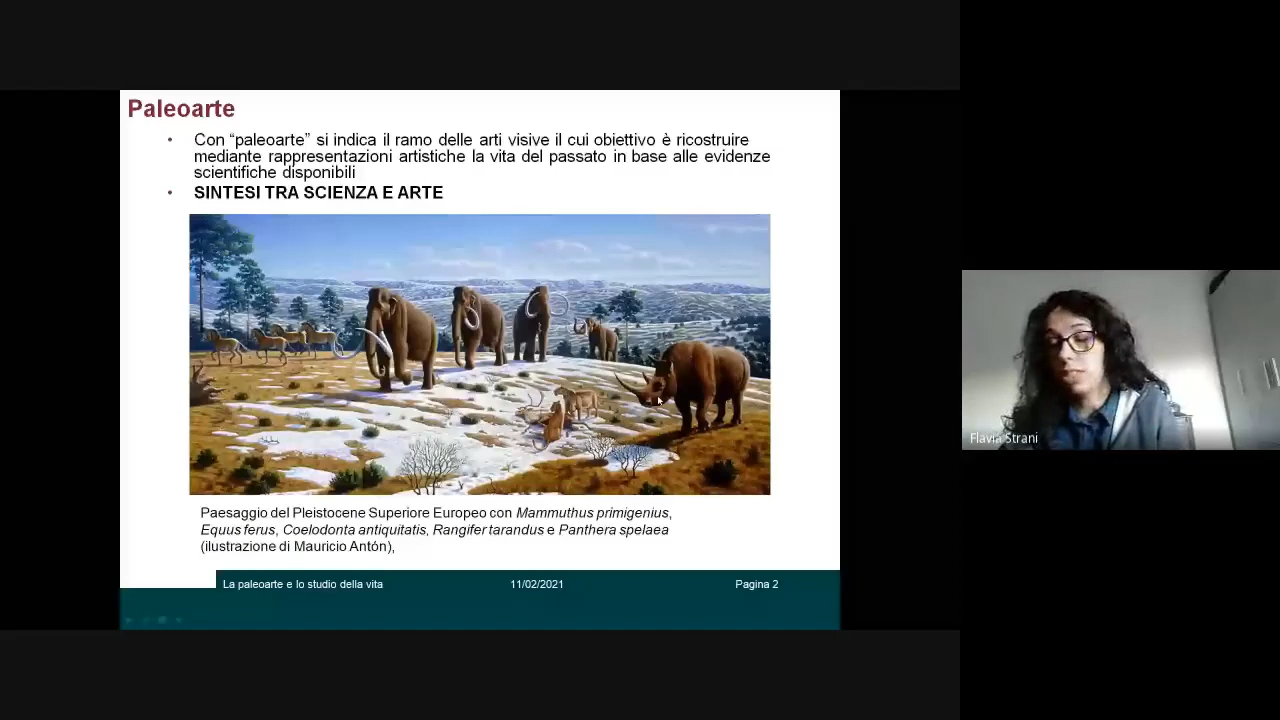 Paleoarte
• Con “paleoarte” si indica il ramo delle arti visive il cui obiettivo è ricostruire
mediante rappresentazioni artistiche la vita del passato in base alle evidenze
scientifiche disponibili
• SINTESI TRA SCIENZA E ARTE
Paesaggio del Pleistocene Superiore Europeo con Mammuthus primigenius,
Equus ferus, Coelodonta antiquitatis, Rangifer tarandus e Panthera spelaea
(ilustrazione di Mauricio Antón),
La paleoarte e lo studio della vita 11/02/2021 Pagina 2
Flavia Strani